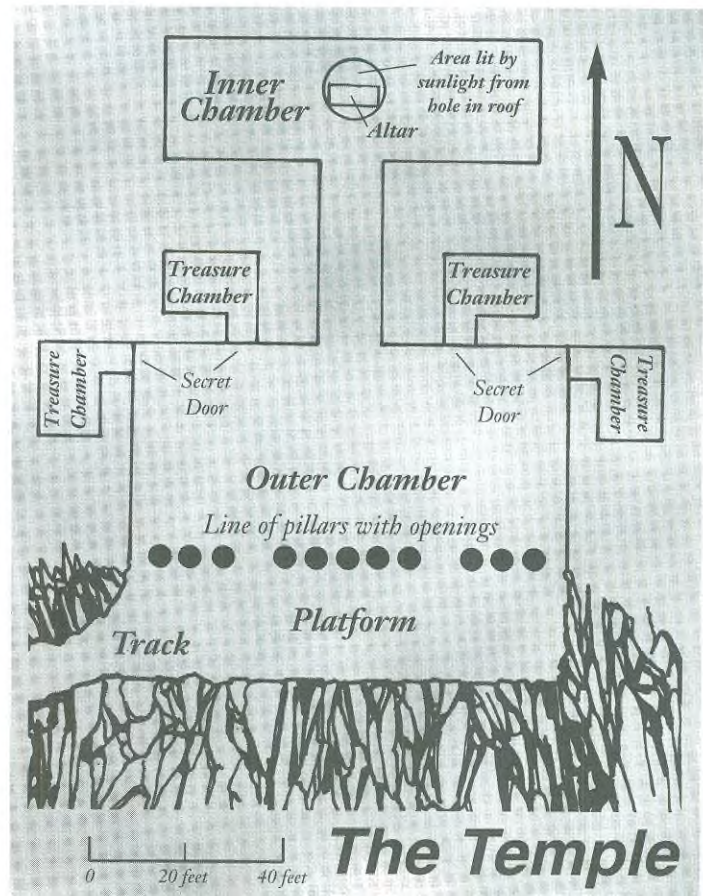 Inner
Chamber
Area lit by
sunlight from
hole in roof
Altar
N
Treasure
Chamber
Treasure
Chamber
Treasure
Chamber
Secret
Door
Secret
Door
Treasure
Chamber
Outer Chamber
Line of pillars with openings
Platform
Track
The Temple
0
20 feet
40 feet